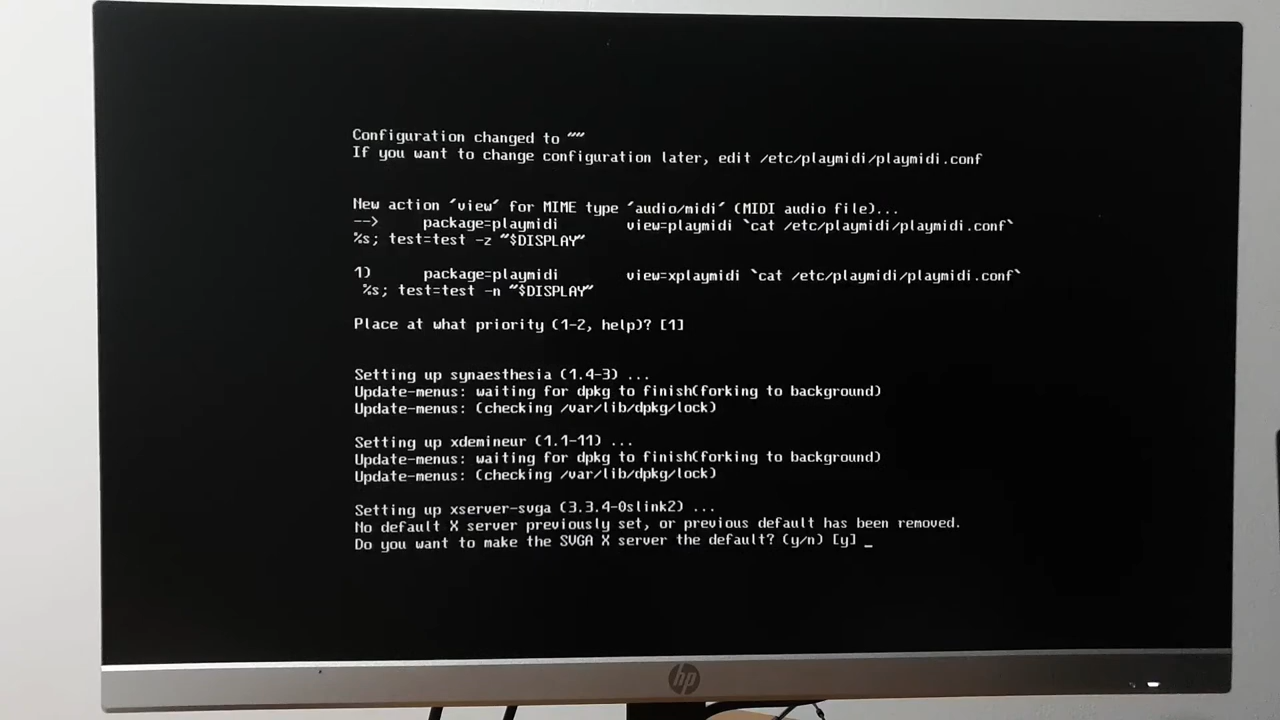 Configuration changed to ""
If you want to change configuration later, edit /etc/playmidi/playmidi.conf
New action 'view' for MIME type 'audio/midi' (MIDI audio file)...
--> package=playmidi view=playmidi `cat /etc/playmidi/playmidi.conf`
%s; test=test -z "$DISPLAY"
1) package=playmidi view=xplaymidi `cat /etc/playmidi/playmidi.conf`
%s; test=test -n "$DISPLAY"
Place at what priority (1-2, help)? [1]
Setting up synaesthesia (1.4-3) ...
Update-menus: waiting for dpkg to finish(forking to background)
Update-menus: (checking /var/lib/dpkg/lock)
Setting up xdemineur (1.1-11) ...
Update-menus: waiting for dpkg to finish(forking to background)
Update-menus: (checking /var/lib/dpkg/lock)
Setting up xserver-svga (3.3.4-0slink2) ...
No default X server previously set, or previous default has been removed.
Do you want to make the SVGA X server the default? (y/n) [y] _
hp